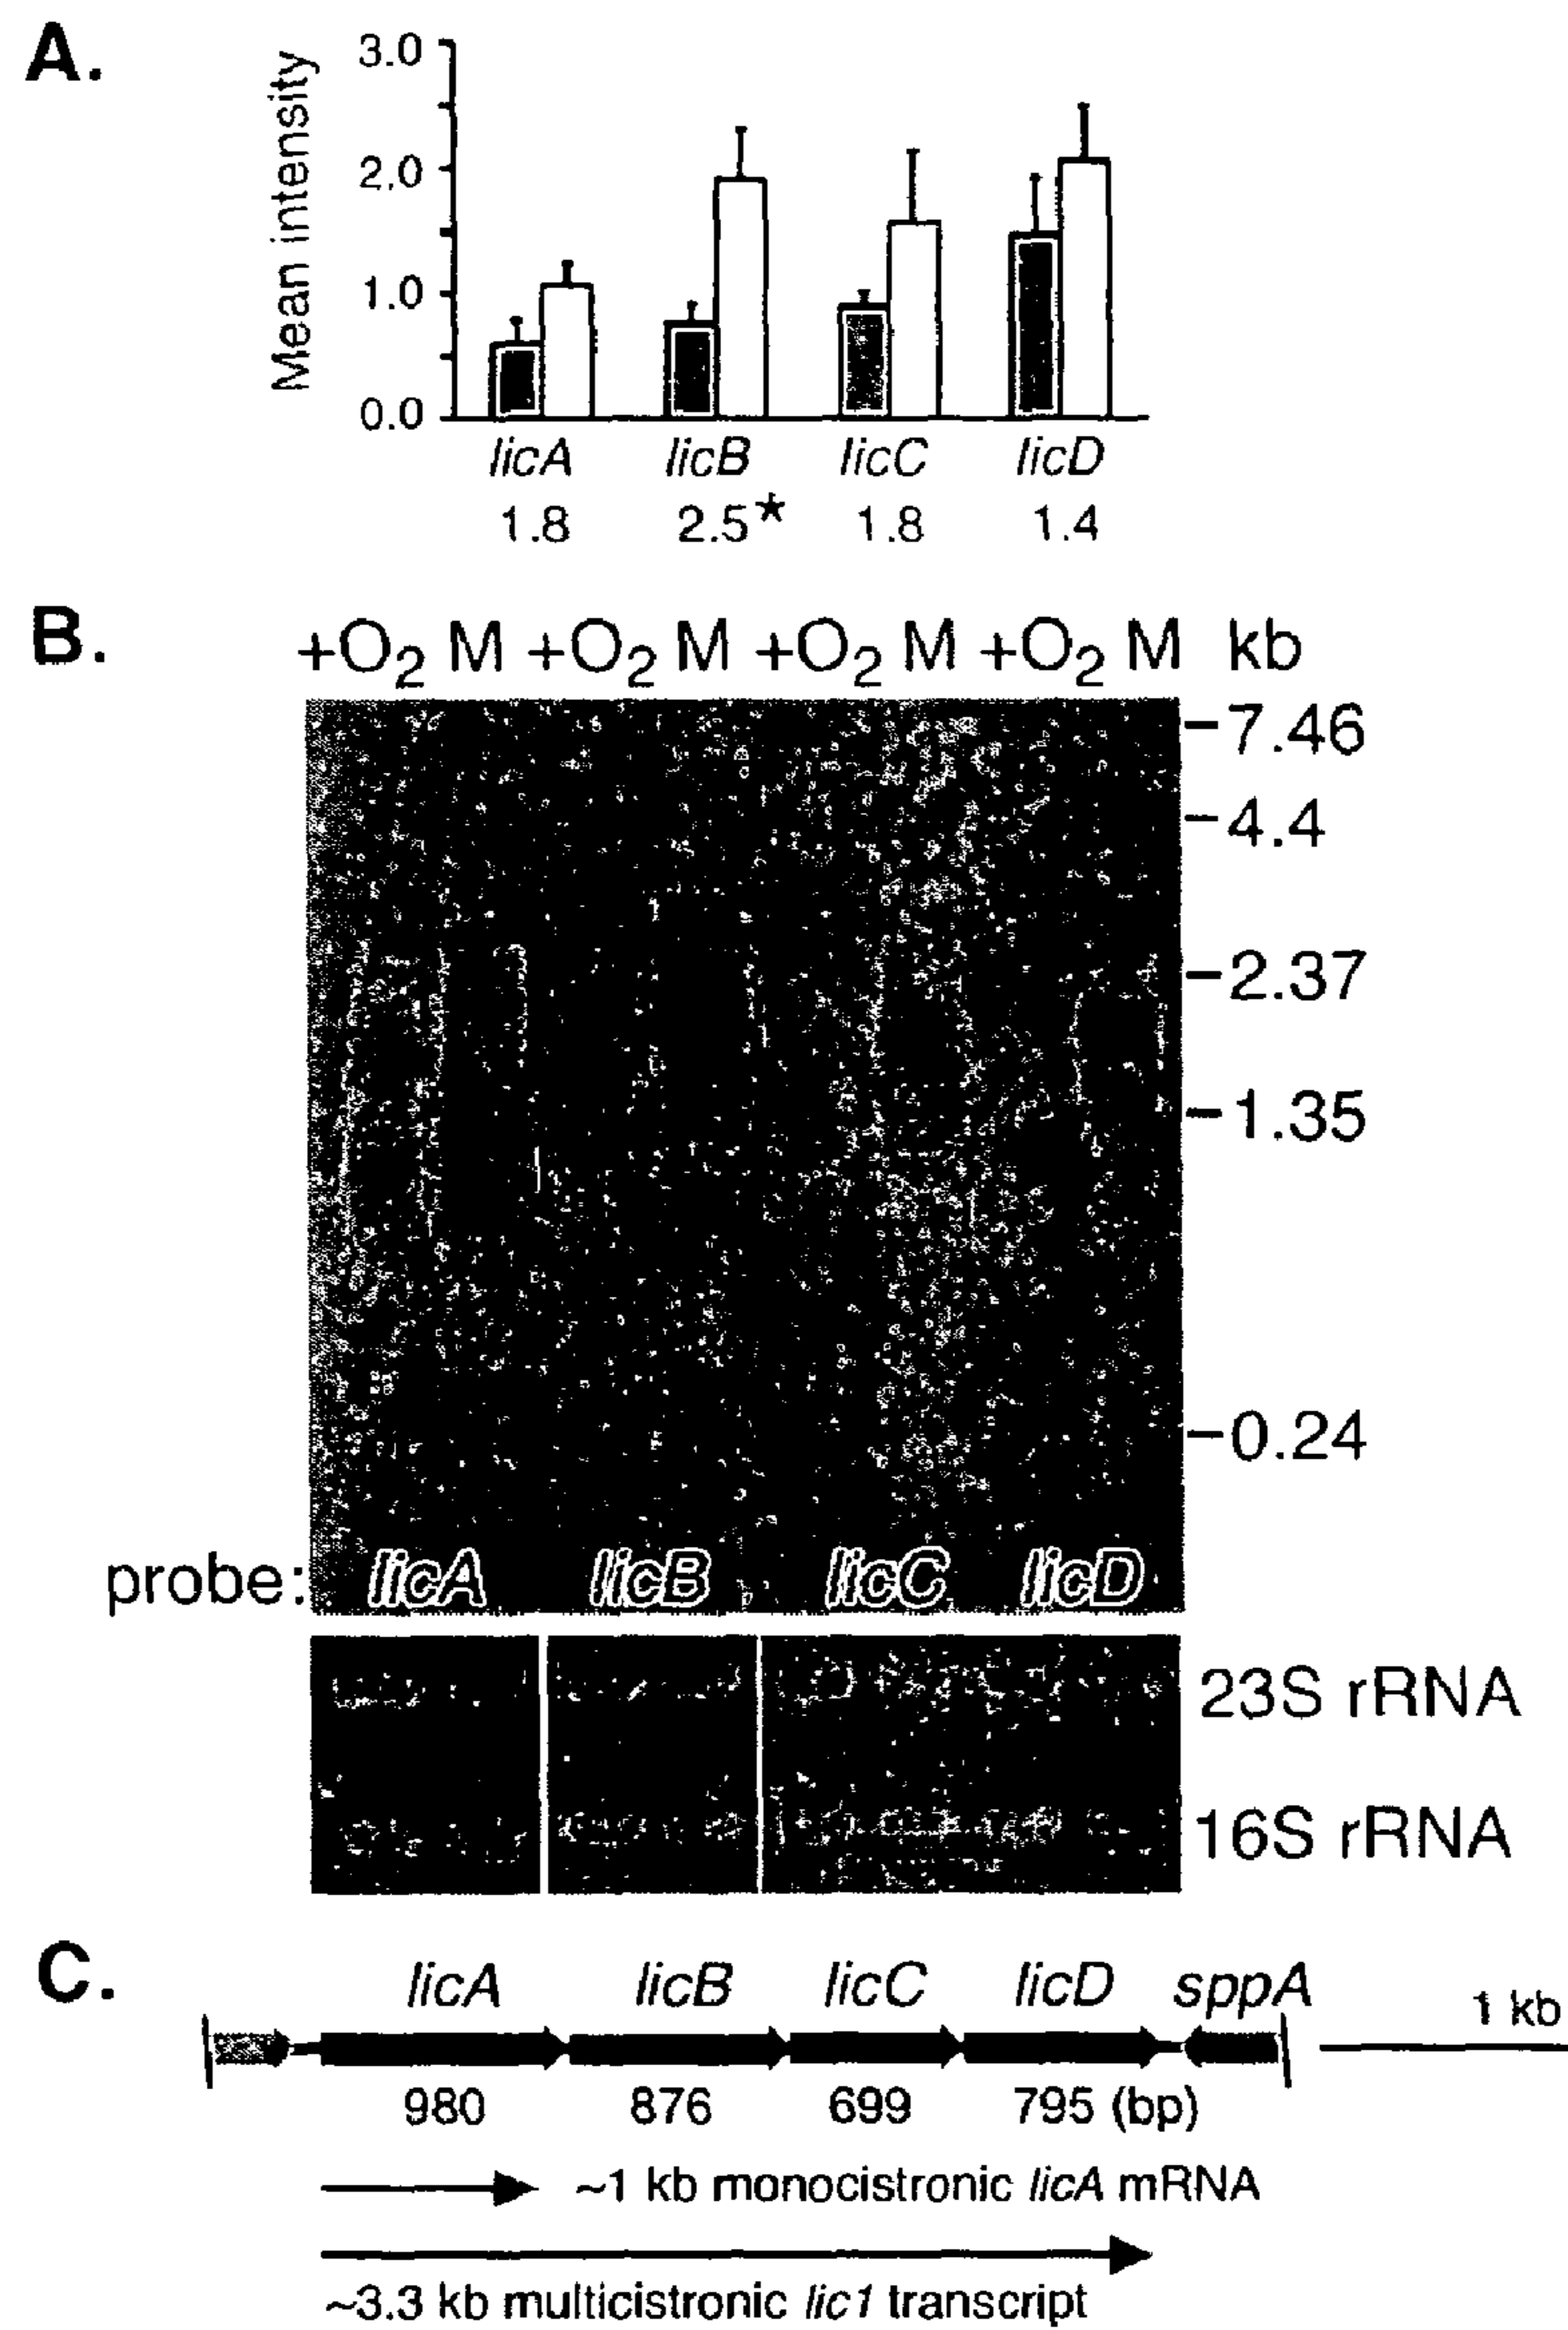 A.
Mean intensity
3.0
2.0
1.0
0.0
licA licB licC licD
1.8 2.5* 1.8 1.4
B.
+O2 M +O2 M +O2 M +O2 M kb
7.46
4.4
2.37
1.35
0.24
probe: licA licB licC licD
23S rRNA
16S rRNA
C.
licA licB licC licD sppA
1 kb
980 876 699 795 (bp)
~1 kb monocistronic licA mRNA
~3.3 kb multicistronic lic1 transcript